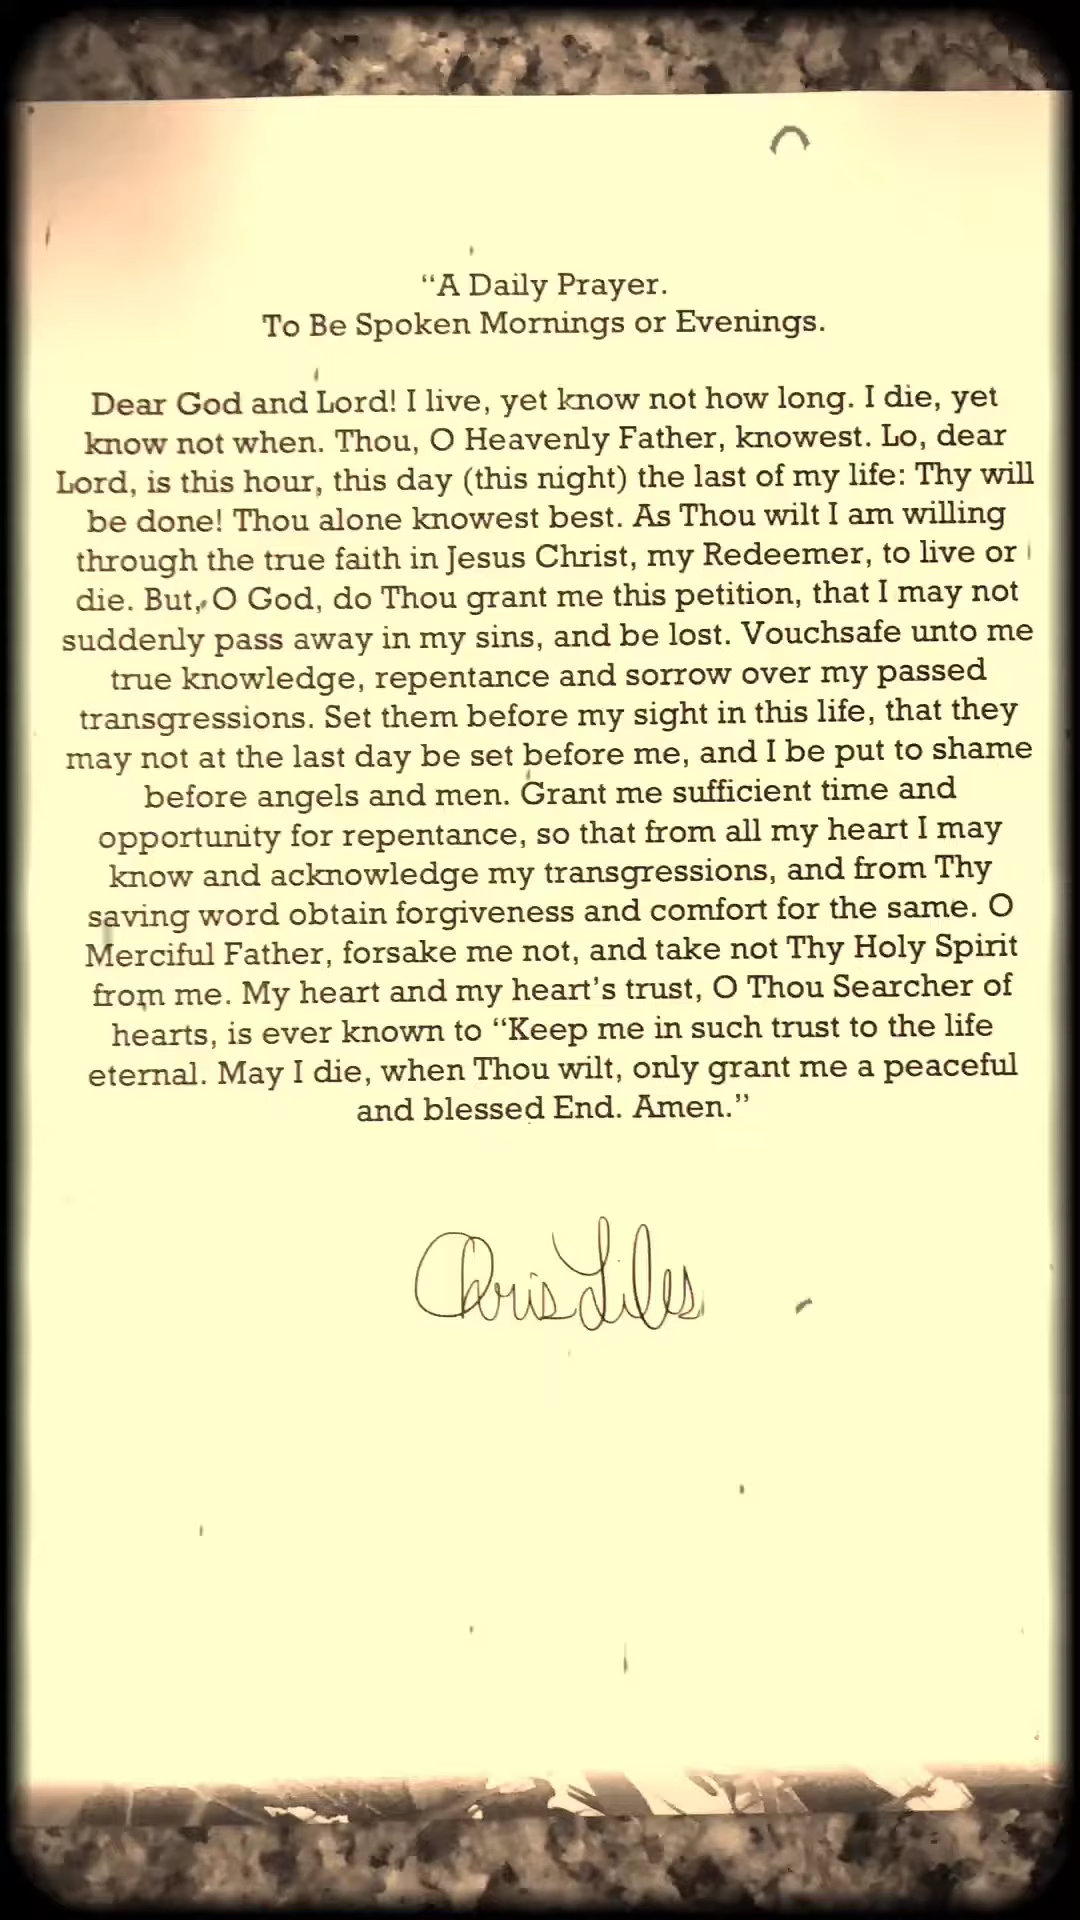 “A Daily Prayer.
To Be Spoken Mornings or Evenings.
Dear God and Lord! I live, yet know not how long. I die, yet
know not when. Thou, O Heavenly Father, knowest. Lo, dear
Lord, is this hour, this day (this night) the last of my life: Thy will
be done! Thou alone knowest best. As Thou wilt I am willing
through the true faith in Jesus Christ, my Redeemer, to live or
die. But, O God, do Thou grant me this petition, that I may not
suddenly pass away in my sins, and be lost. Vouchsafe unto me
true knowledge, repentance and sorrow over my passed
transgressions. Set them before my sight in this life, that they
may not at the last day be set before me, and I be put to shame
before angels and men. Grant me sufficient time and
opportunity for repentance, so that from all my heart I may
know and acknowledge my transgressions, and from Thy
saving word obtain forgiveness and comfort for the same. O
Merciful Father, forsake me not, and take not Thy Holy Spirit
from me. My heart and my heart’s trust, O Thou Searcher of
hearts, is ever known to “Keep me in such trust to the life
eternal. May I die, when Thou wilt, only grant me a peaceful
and blessed End. Amen.”
Chris Liles